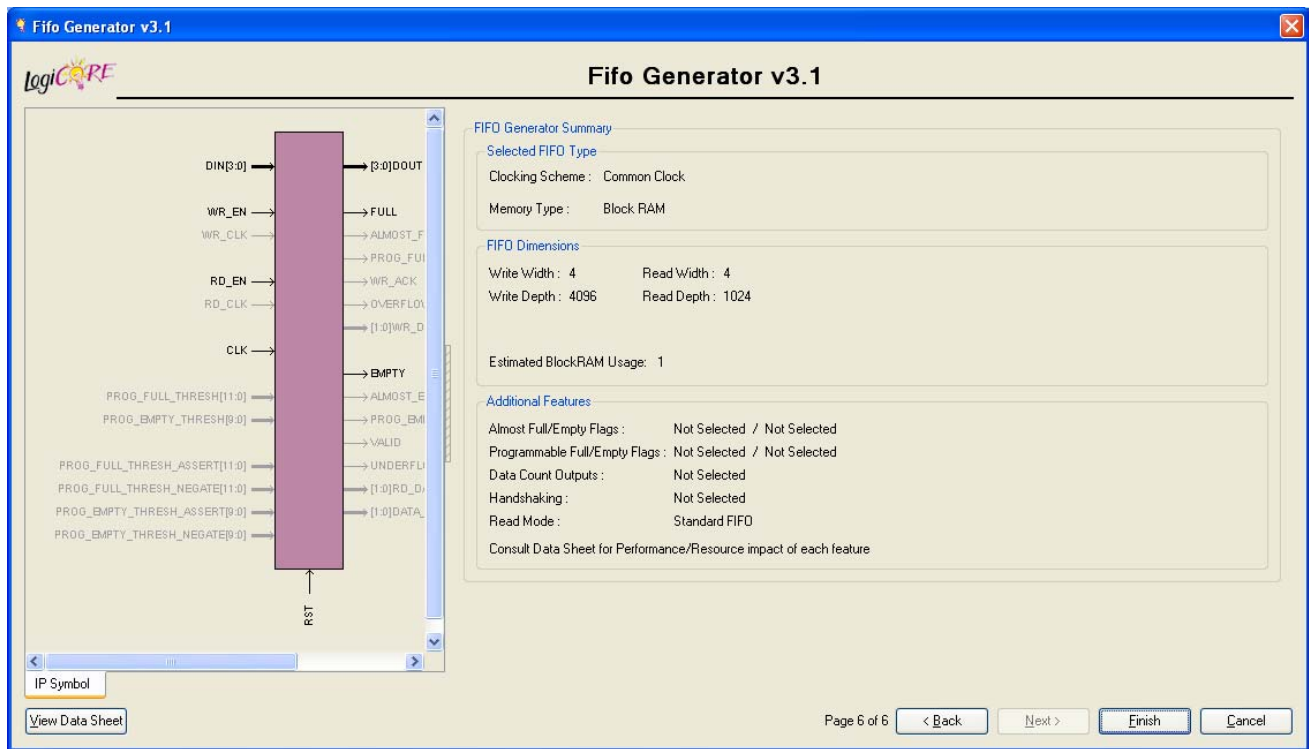 Fifo Generator v3.1
LogiCORE
Fifo Generator v3.1
DIN[3:0]
WR_EN
WR_CLK
RD_EN
RD_CLK
CLK
PROG_FULL_THRESH[11:0]
PROG_EMPTY_THRESH[9:0]
PROG_FULL_THRESH_ASSERT[11:0]
PROG_FULL_THRESH_NEGATE[11:0]
PROG_EMPTY_THRESH_ASSERT[9:0]
PROG_EMPTY_THRESH_NEGATE[9:0]
[3:0]DOUT
FULL
ALMOST_F
PROG_FUL
WR_ACK
OVERFLOV
[1:0]WR_D
EMPTY
ALMOST_E
PROG_EMI
VALID
UNDERFL
[1:0]RD_D
[1:0]DATA_
RST
IP Symbol
FIFO Generator Summary
Selected FIFO Type
Clocking Scheme : Common Clock
Memory Type : Block RAM
FIFO Dimensions
Write Width : 4 Read Width : 4
Write Depth : 4096 Read Depth : 1024
Estimated BlockRAM Usage: 1
Additional Features
Almost Full/Empty Flags : Not Selected / Not Selected
Programmable Full/Empty Flags : Not Selected / Not Selected
Data Count Outputs : Not Selected
Handshaking : Not Selected
Read Mode : Standard FIFO
Consult Data Sheet for Performance/Resource impact of each feature
View Data Sheet
Page 6 of 6
< Back
Next >
Finish
Cancel